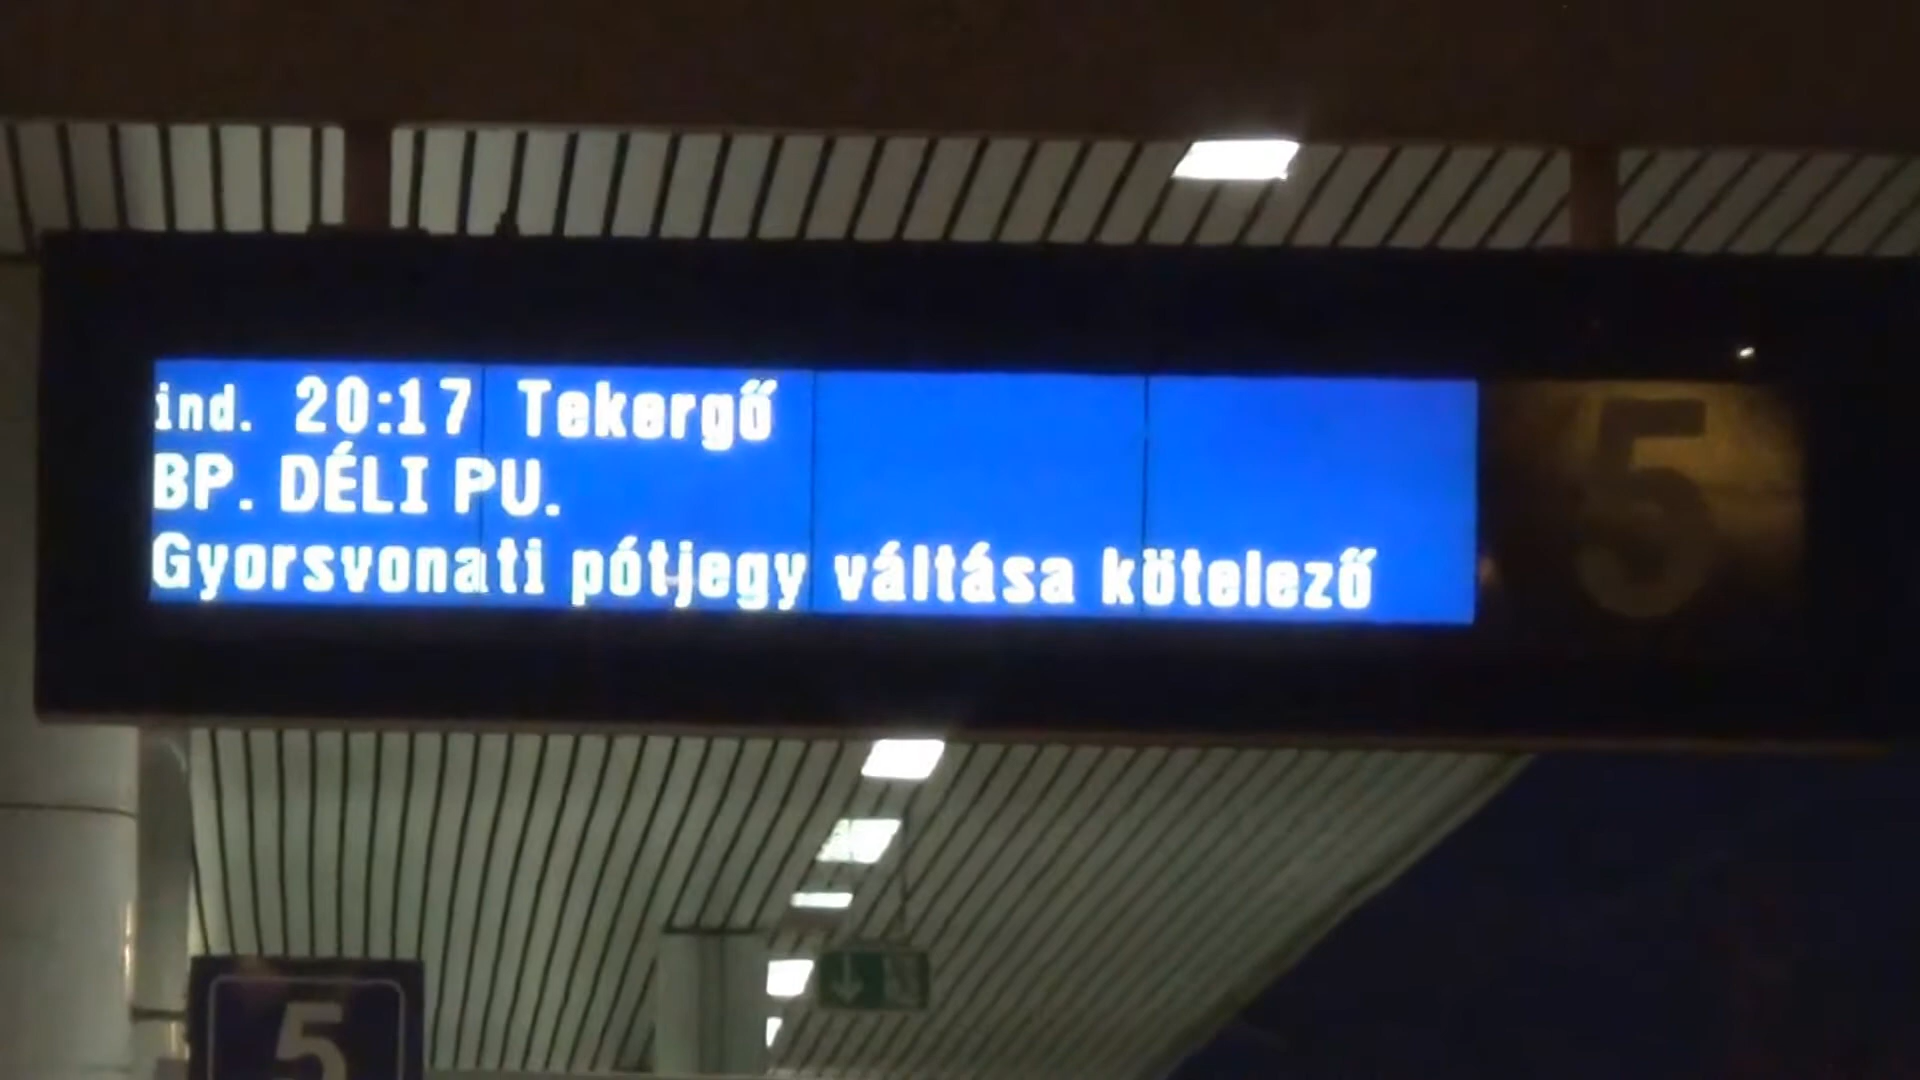 ind. 20:17 Tekergő
BP. DÉLI PU.
Gyorsvonati pótjegy váltása kötelező
5
5